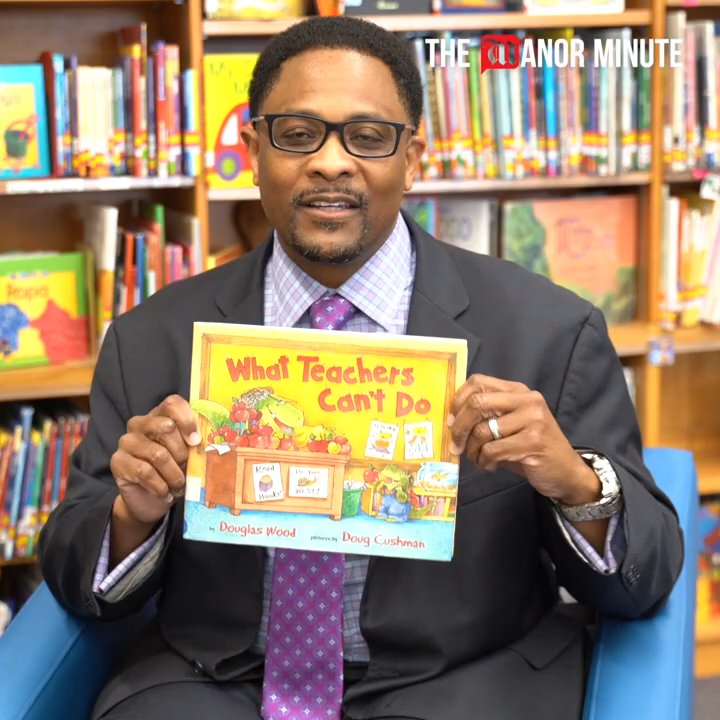 THE MANOR MINUTE
What Teachers
Can't Do
Read
Books!
Do Your
BEST!
by Douglas Wood
pictures by Doug Cushman
Ropa